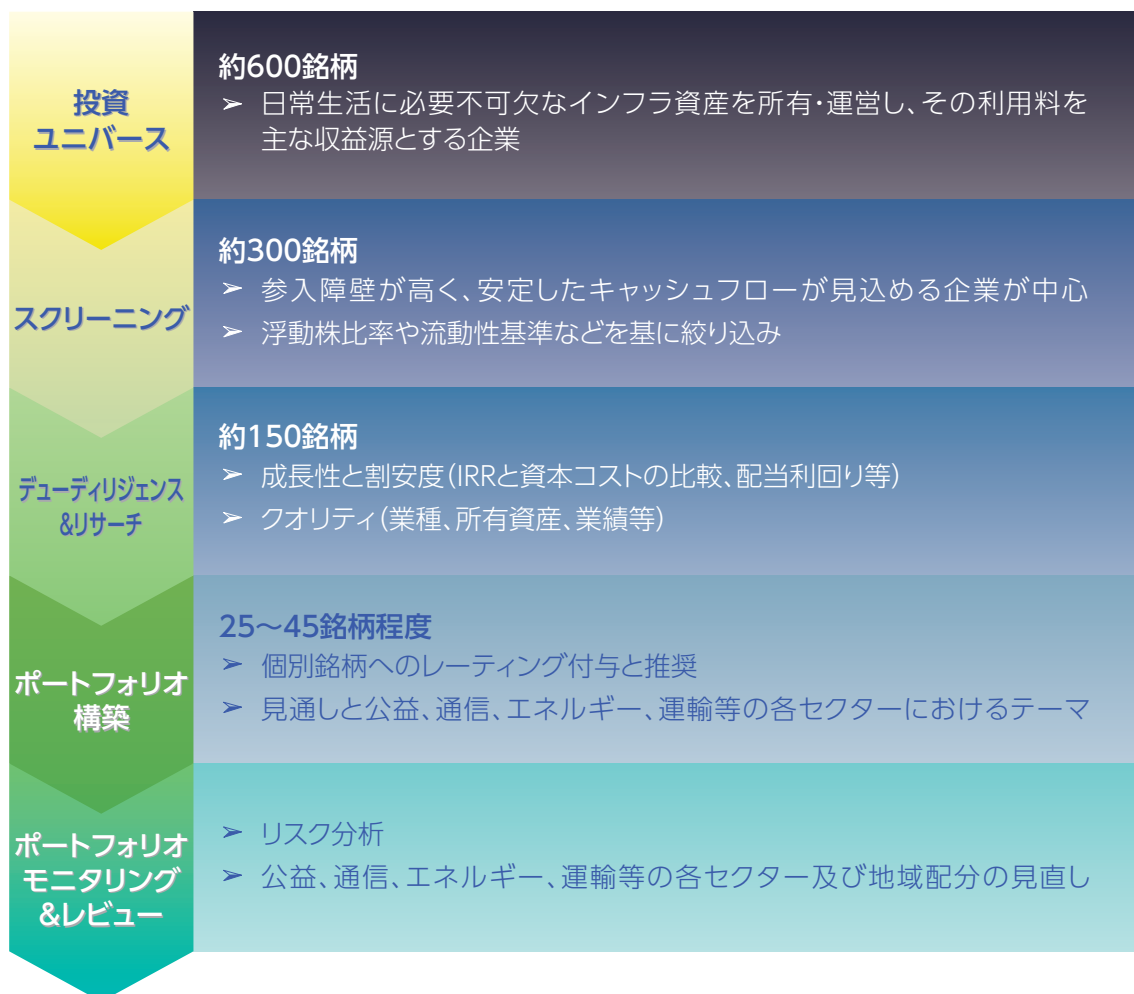 投資
ユニバース
約600銘柄
➢ 日常生活に必要不可欠なインフラ資産を所有・運営し、その利用料を
主な収益源とする企業
スクリーニング
約300銘柄
➢ 参入障壁が高く、安定したキャッシュフローが見込める企業が中心
➢ 浮動株比率や流動性基準などを基に絞り込み
デューディリジェンス
&リサーチ
約150銘柄
➢ 成長性と割安度(IRRと資本コストの比較、配当利回り等)
➢ クオリティ(業種、所有資産、業績等)
ポートフォリオ
構築
25〜45銘柄程度
➢ 個別銘柄へのレーティング付与と推奨
➢ 見通しと公益、通信、エネルギー、運輸等の各セクターにおけるテーマ
ポートフォリオ
モニタリング
&レビュー
➢ リスク分析
➢ 公益、通信、エネルギー、運輸等の各セクター及び地域配分の見直し